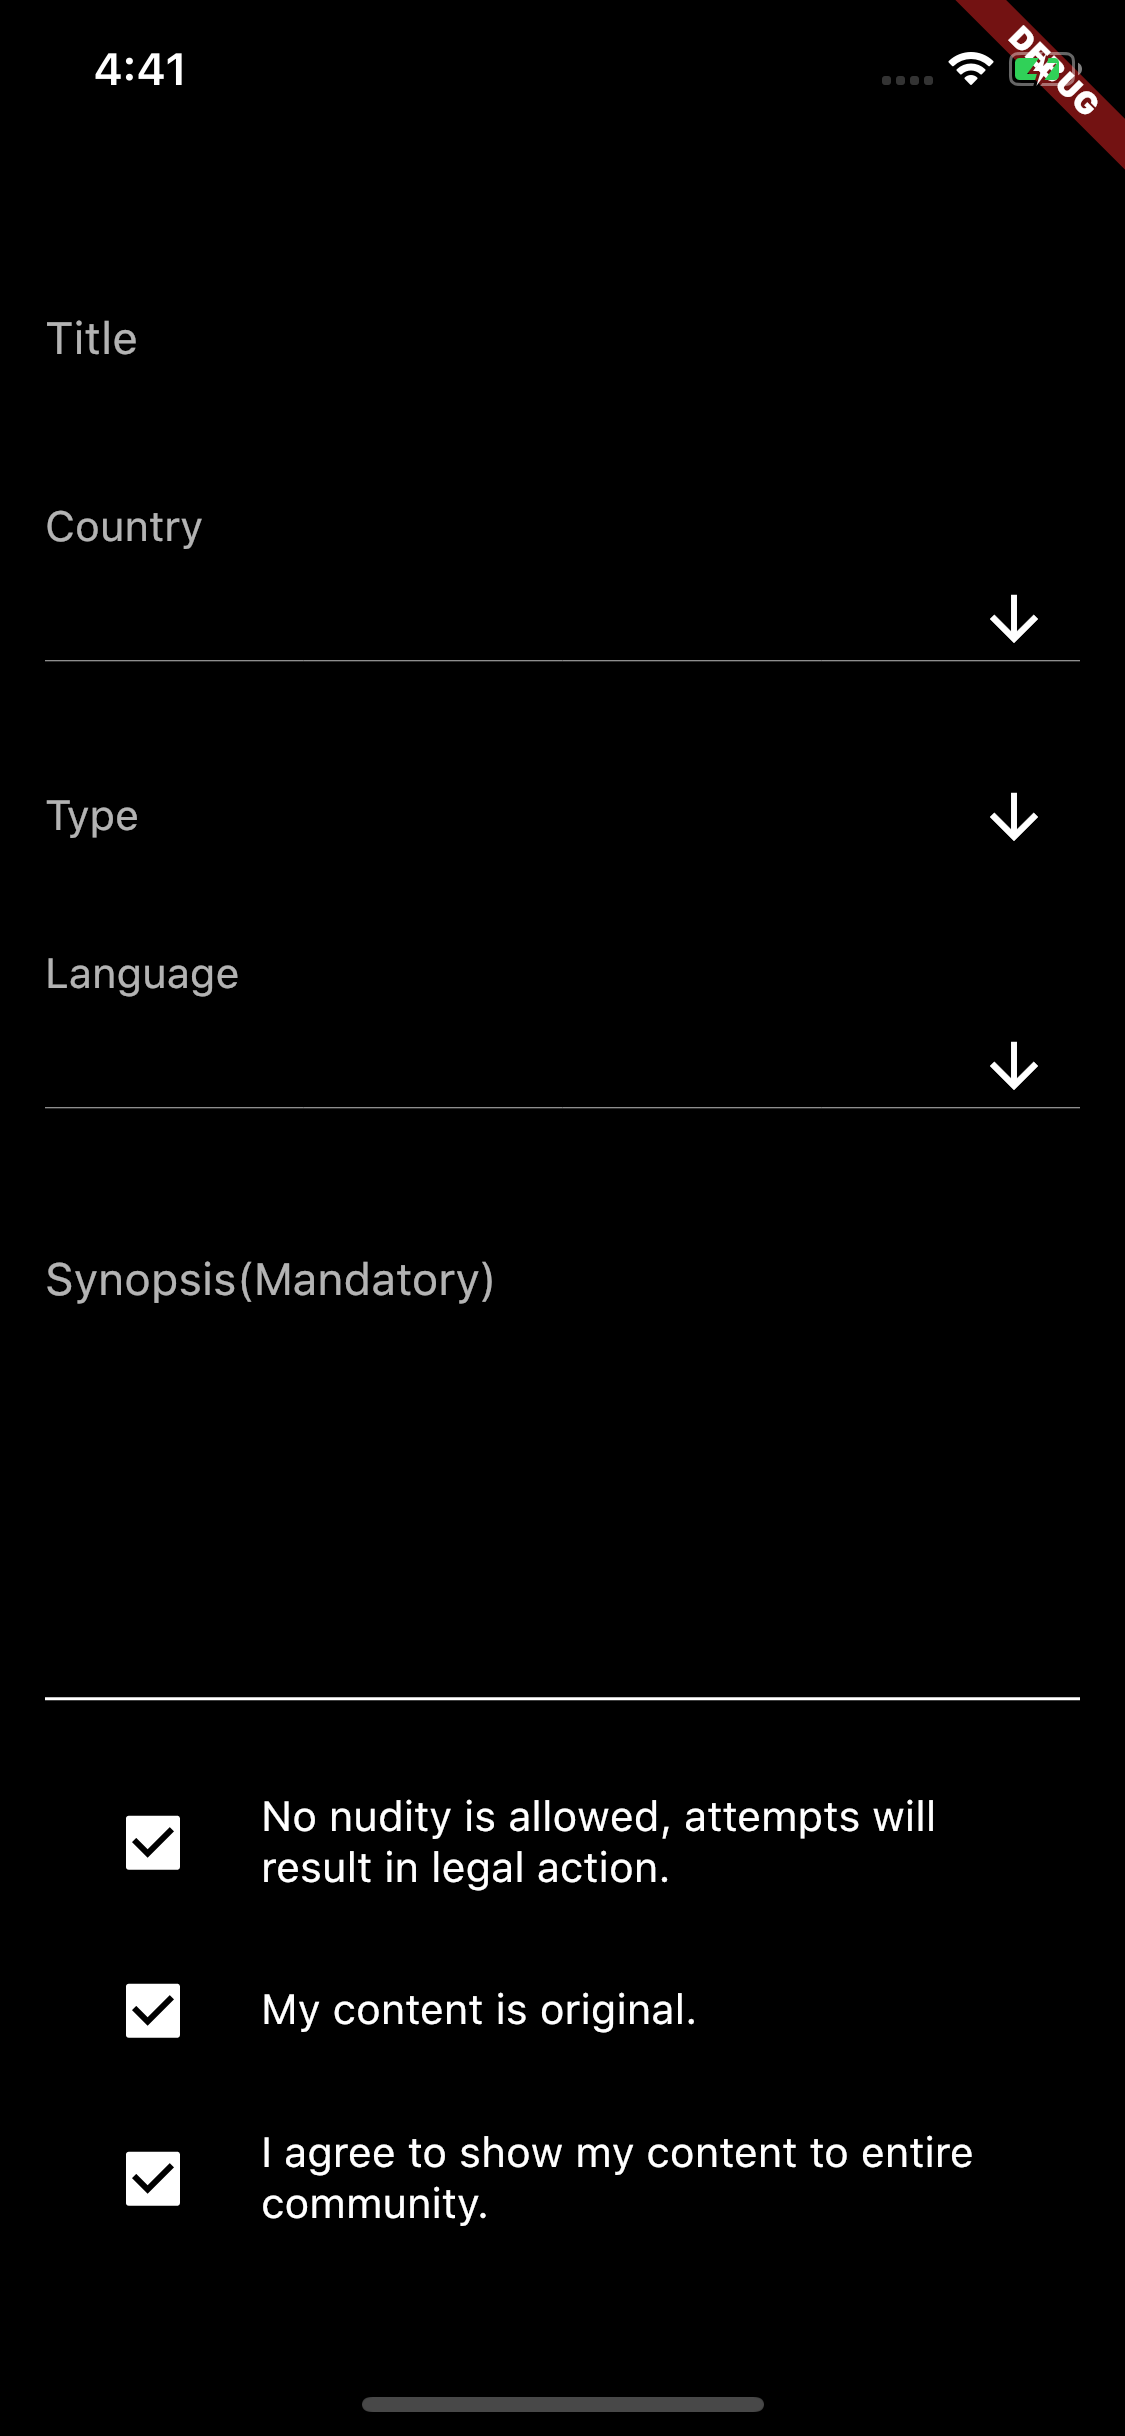 4:41
DEBUG
Title
Country
Type
Language
Synopsis(Mandatory)
No nudity is allowed, attempts will
result in legal action.
My content is original.
I agree to show my content to entire
community.